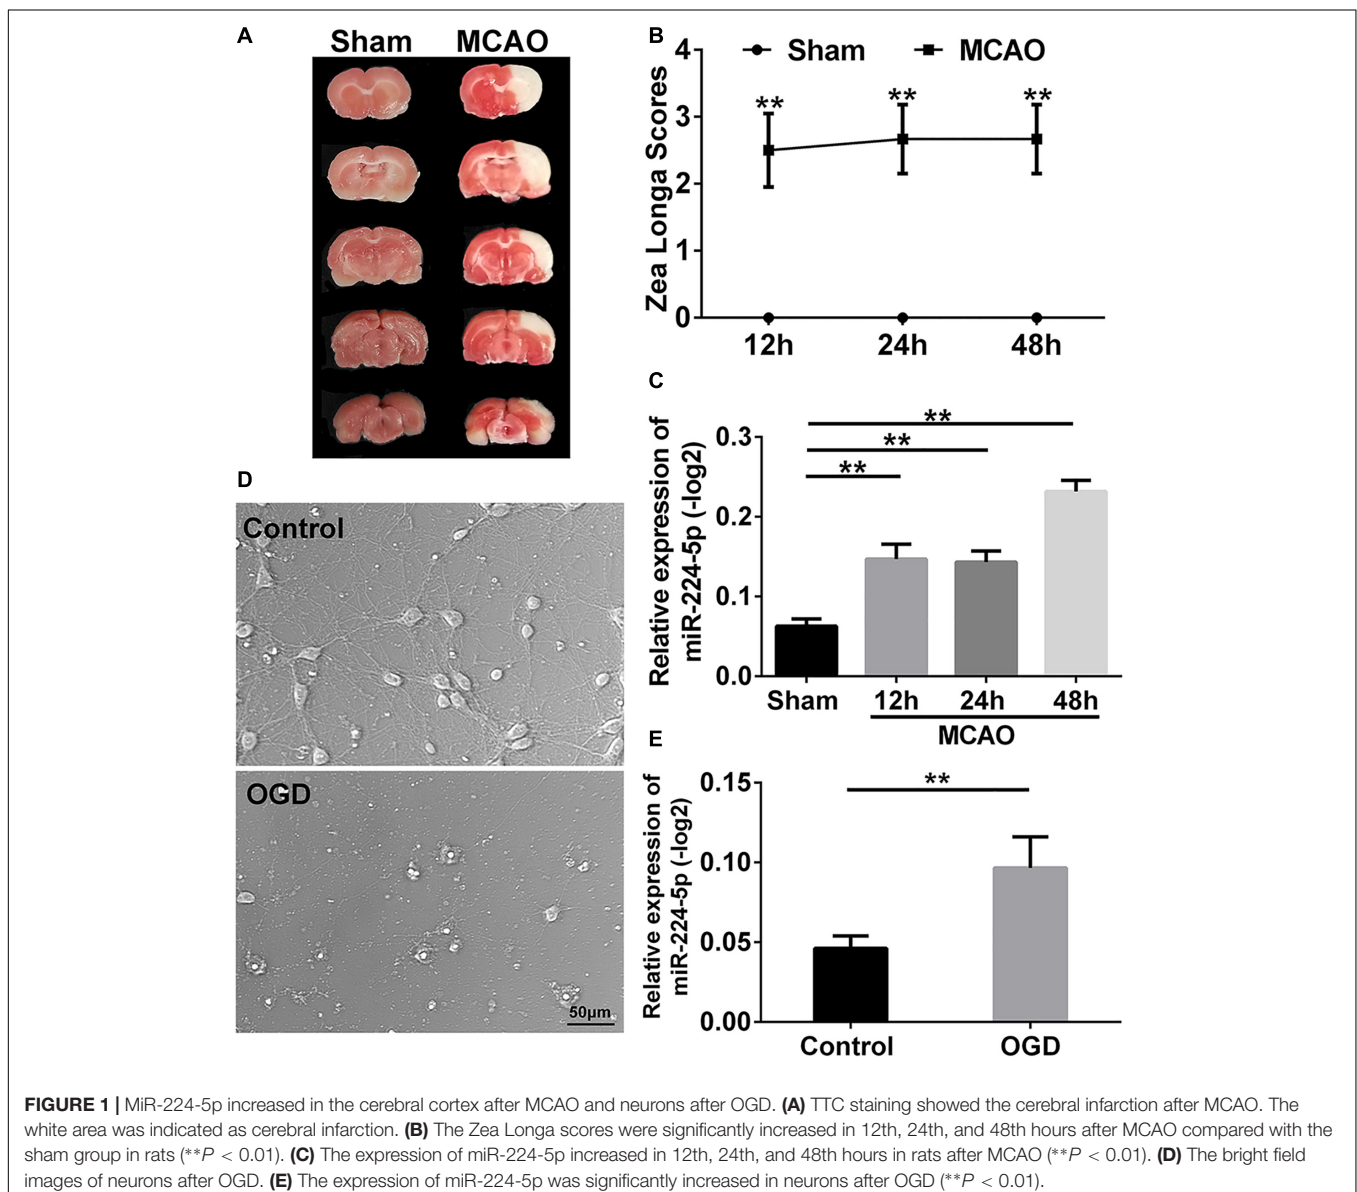 A
Sham MCAO
B
Sham MCAO
Zea Longa Scores
4
3
2
1
0
** ** **
12h 24h 48h
C
Relative expression of
miR-224-5p (-log2)
0.3
0.2
0.1
0.0
**
**
**
Sham 12h 24h 48h
MCAO
D
Control
OGD
50μm
E
Relative expression of
miR-224-5p (-log2)
0.15
0.10
0.05
0.00
**
Control OGD
FIGURE 1 | MiR-224-5p increased in the cerebral cortex after MCAO and neurons after OGD. (A) TTC staining showed the cerebral infarction after MCAO. The
white area was indicated as cerebral infarction. (B) The Zea Longa scores were significantly increased in 12th, 24th, and 48th hours after MCAO compared with the
sham group in rats (**P < 0.01). (C) The expression of miR-224-5p increased in 12th, 24th, and 48th hours in rats after MCAO (**P < 0.01). (D) The bright field
images of neurons after OGD. (E) The expression of miR-224-5p was significantly increased in neurons after OGD (**P < 0.01).